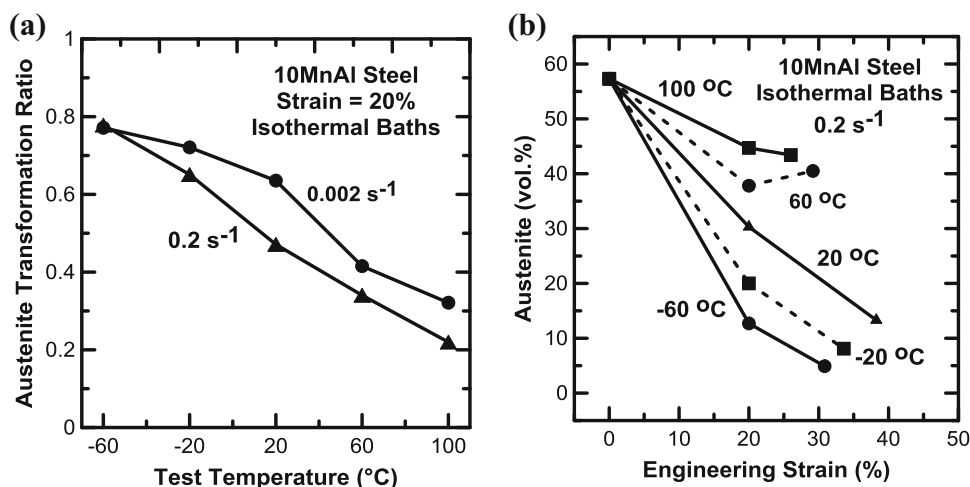 (a)
1
0.8
0.6
0.4
0.2
0
Austenite Transformation Ratio
10MnAl Steel
Strain = 20%
Isothermal Baths
0.002 s⁻¹
0.2 s⁻¹
-60 -20 20 60 100
Test Temperature (°C)
(b)
60
50
40
30
20
10
0
Austenite (vol.%)
10MnAl Steel
Isothermal Baths
0.2 s⁻¹
100 ºC
60 ºC
20 ºC
-60 ºC
-20 ºC
0 10 20 30 40 50
Engineering Strain (%)